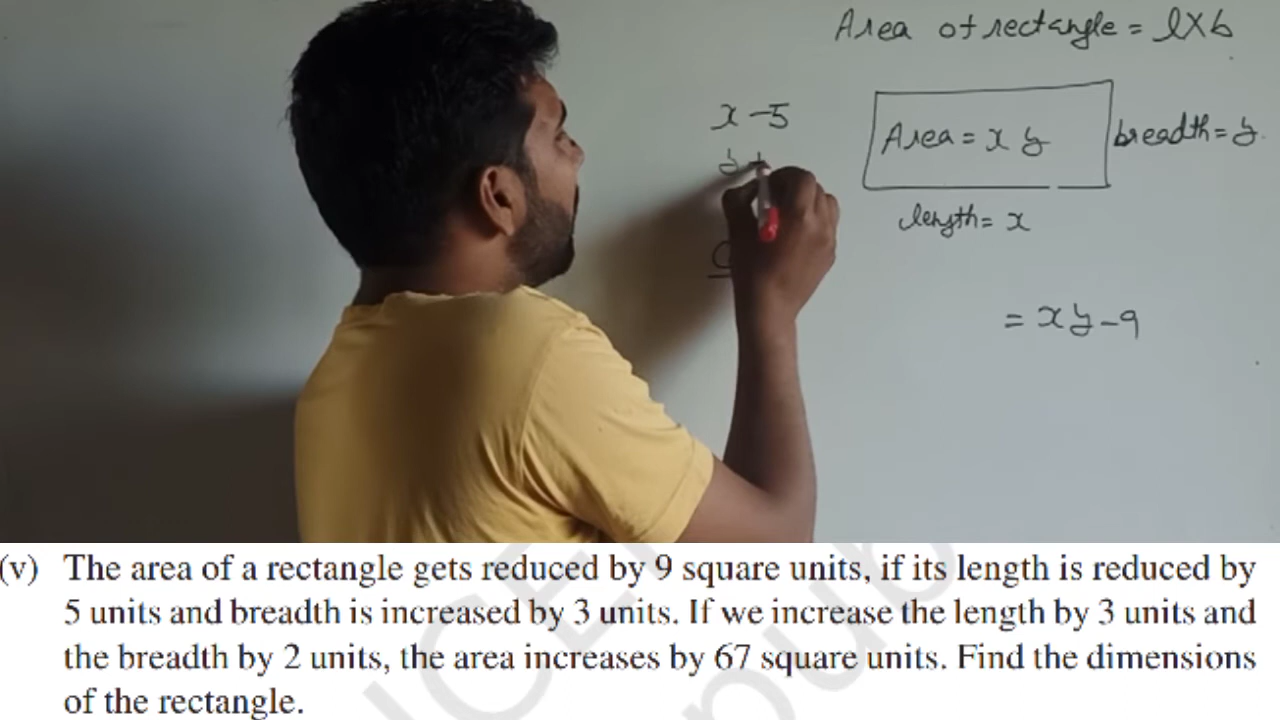 Area of rectangle = l×b
x - 5
y +
Area = x y
breadth = y
length = x
= xy - 9
(v) The area of a rectangle gets reduced by 9 square units, if its length is reduced by
5 units and breadth is increased by 3 units. If we increase the length by 3 units and
the breadth by 2 units, the area increases by 67 square units. Find the dimensions
of the rectangle.